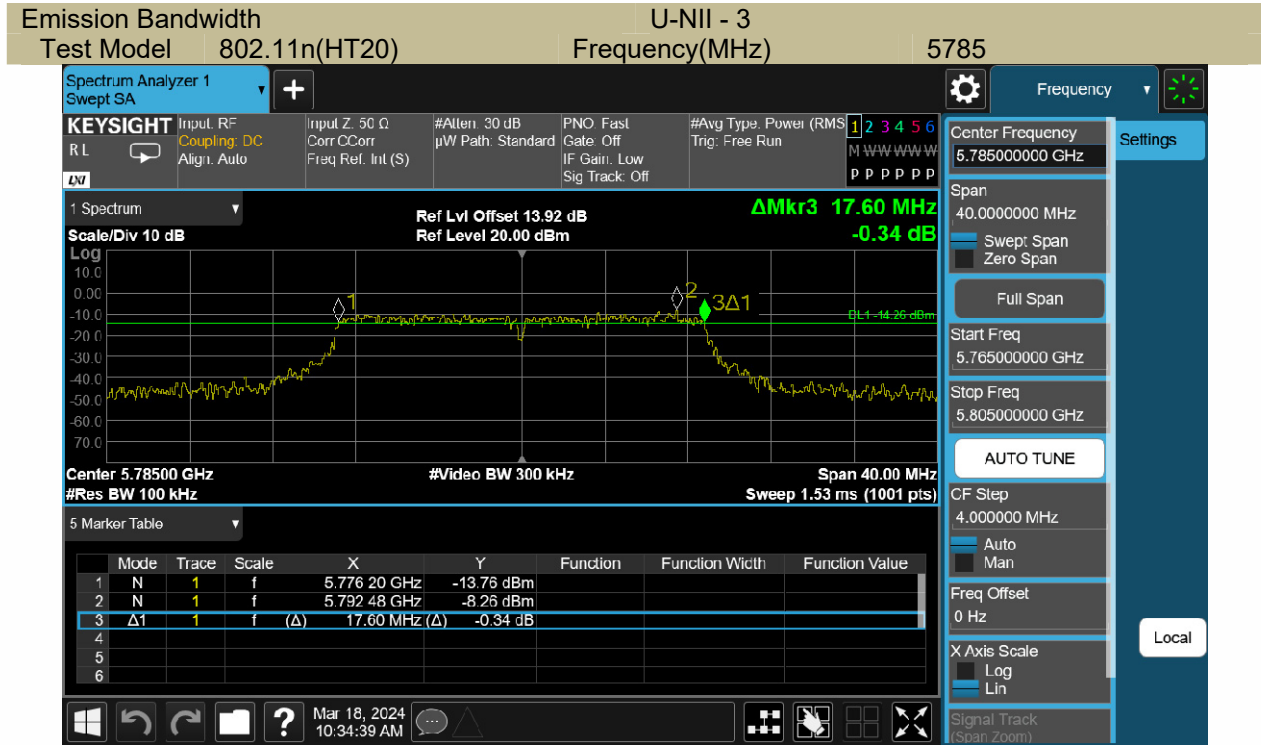 Emission Bandwidth U-NII - 3
Test Model 802.11n(HT20) Frequency(MHz) 5785
Spectrum Analyzer 1
Swept SA
+
Frequency
KEYSIGHT
RL
LXI
Input: RF
Coupling: DC
Align: Auto
Input Z: 50 Ω
Corr CCorr
Freq Ref: Int (S)
#Atten: 30 dB
µW Path: Standard
PNO: Fast
Gate: Off
IF Gain: Low
Sig Track: Off
#Avg Type: Power (RMS
Trig: Free Run
1 2 3 4 5 6
M W W W W W
P P P P P P
1 Spectrum
Scale/Div 10 dB
Ref Lvl Offset 13.92 dB
Ref Level 20.00 dBm
ΔMkr3 17.60 MHz
-0.34 dB
Log
10.0
0.00
-10.0
-20.0
-30.0
-40.0
-50.0
-60.0
70.0
1
2
3Δ1
DL1 -14.26 dBm
Center 5.78500 GHz
#Res BW 100 kHz
#Video BW 300 kHz
Span 40.00 MHz
Sweep 1.53 ms (1001 pts)
5 Marker Table
Mode Trace Scale X Y Function Function Width Function Value
1 N 1 f 5.776 20 GHz -13.76 dBm
2 N 1 f 5.792 48 GHz -8.26 dBm
3 Δ1 1 f (Δ) 17.60 MHz (Δ) -0.34 dB
4
5
6
Center Frequency
5.785000000 GHz
Span
40.0000000 MHz
Swept Span
Zero Span
Full Span
Start Freq
5.765000000 GHz
Stop Freq
5.805000000 GHz
AUTO TUNE
CF Step
4.000000 MHz
Auto
Man
Freq Offset
0 Hz
X Axis Scale
Log
Lin
Signal Track
(Span Zoom)
Settings
Local
?
Mar 18, 2024
10:34:39 AM